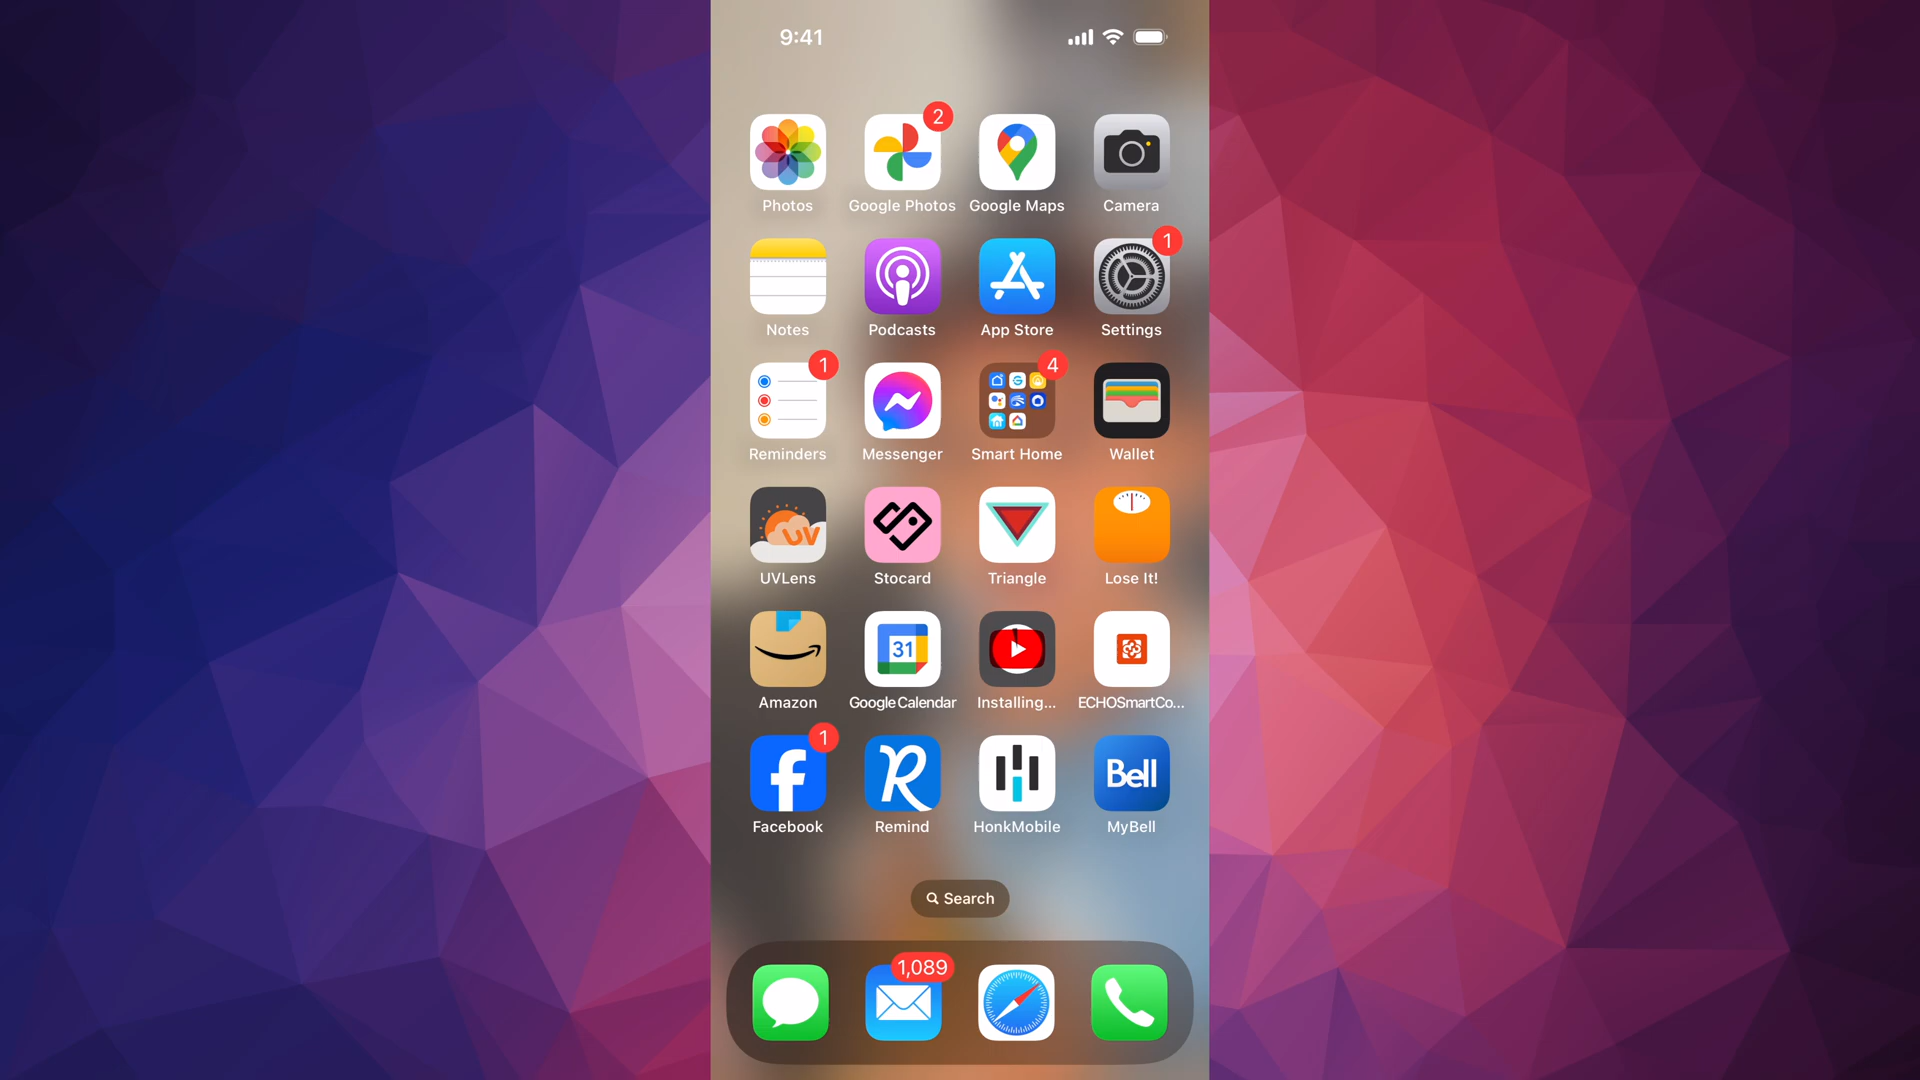 9:41
2
Photos
Google Photos
Google Maps
Camera
1
Notes
Podcasts
App Store
Settings
1
4
Reminders
Messenger
Smart Home
Wallet
UV
UVLens
Stocard
Triangle
Lose It!
31
Amazon
Google Calendar
Installing...
ECHOSmartCo...
1
f
R
Bell
Facebook
Remind
HonkMobile
MyBell
Search
1,089